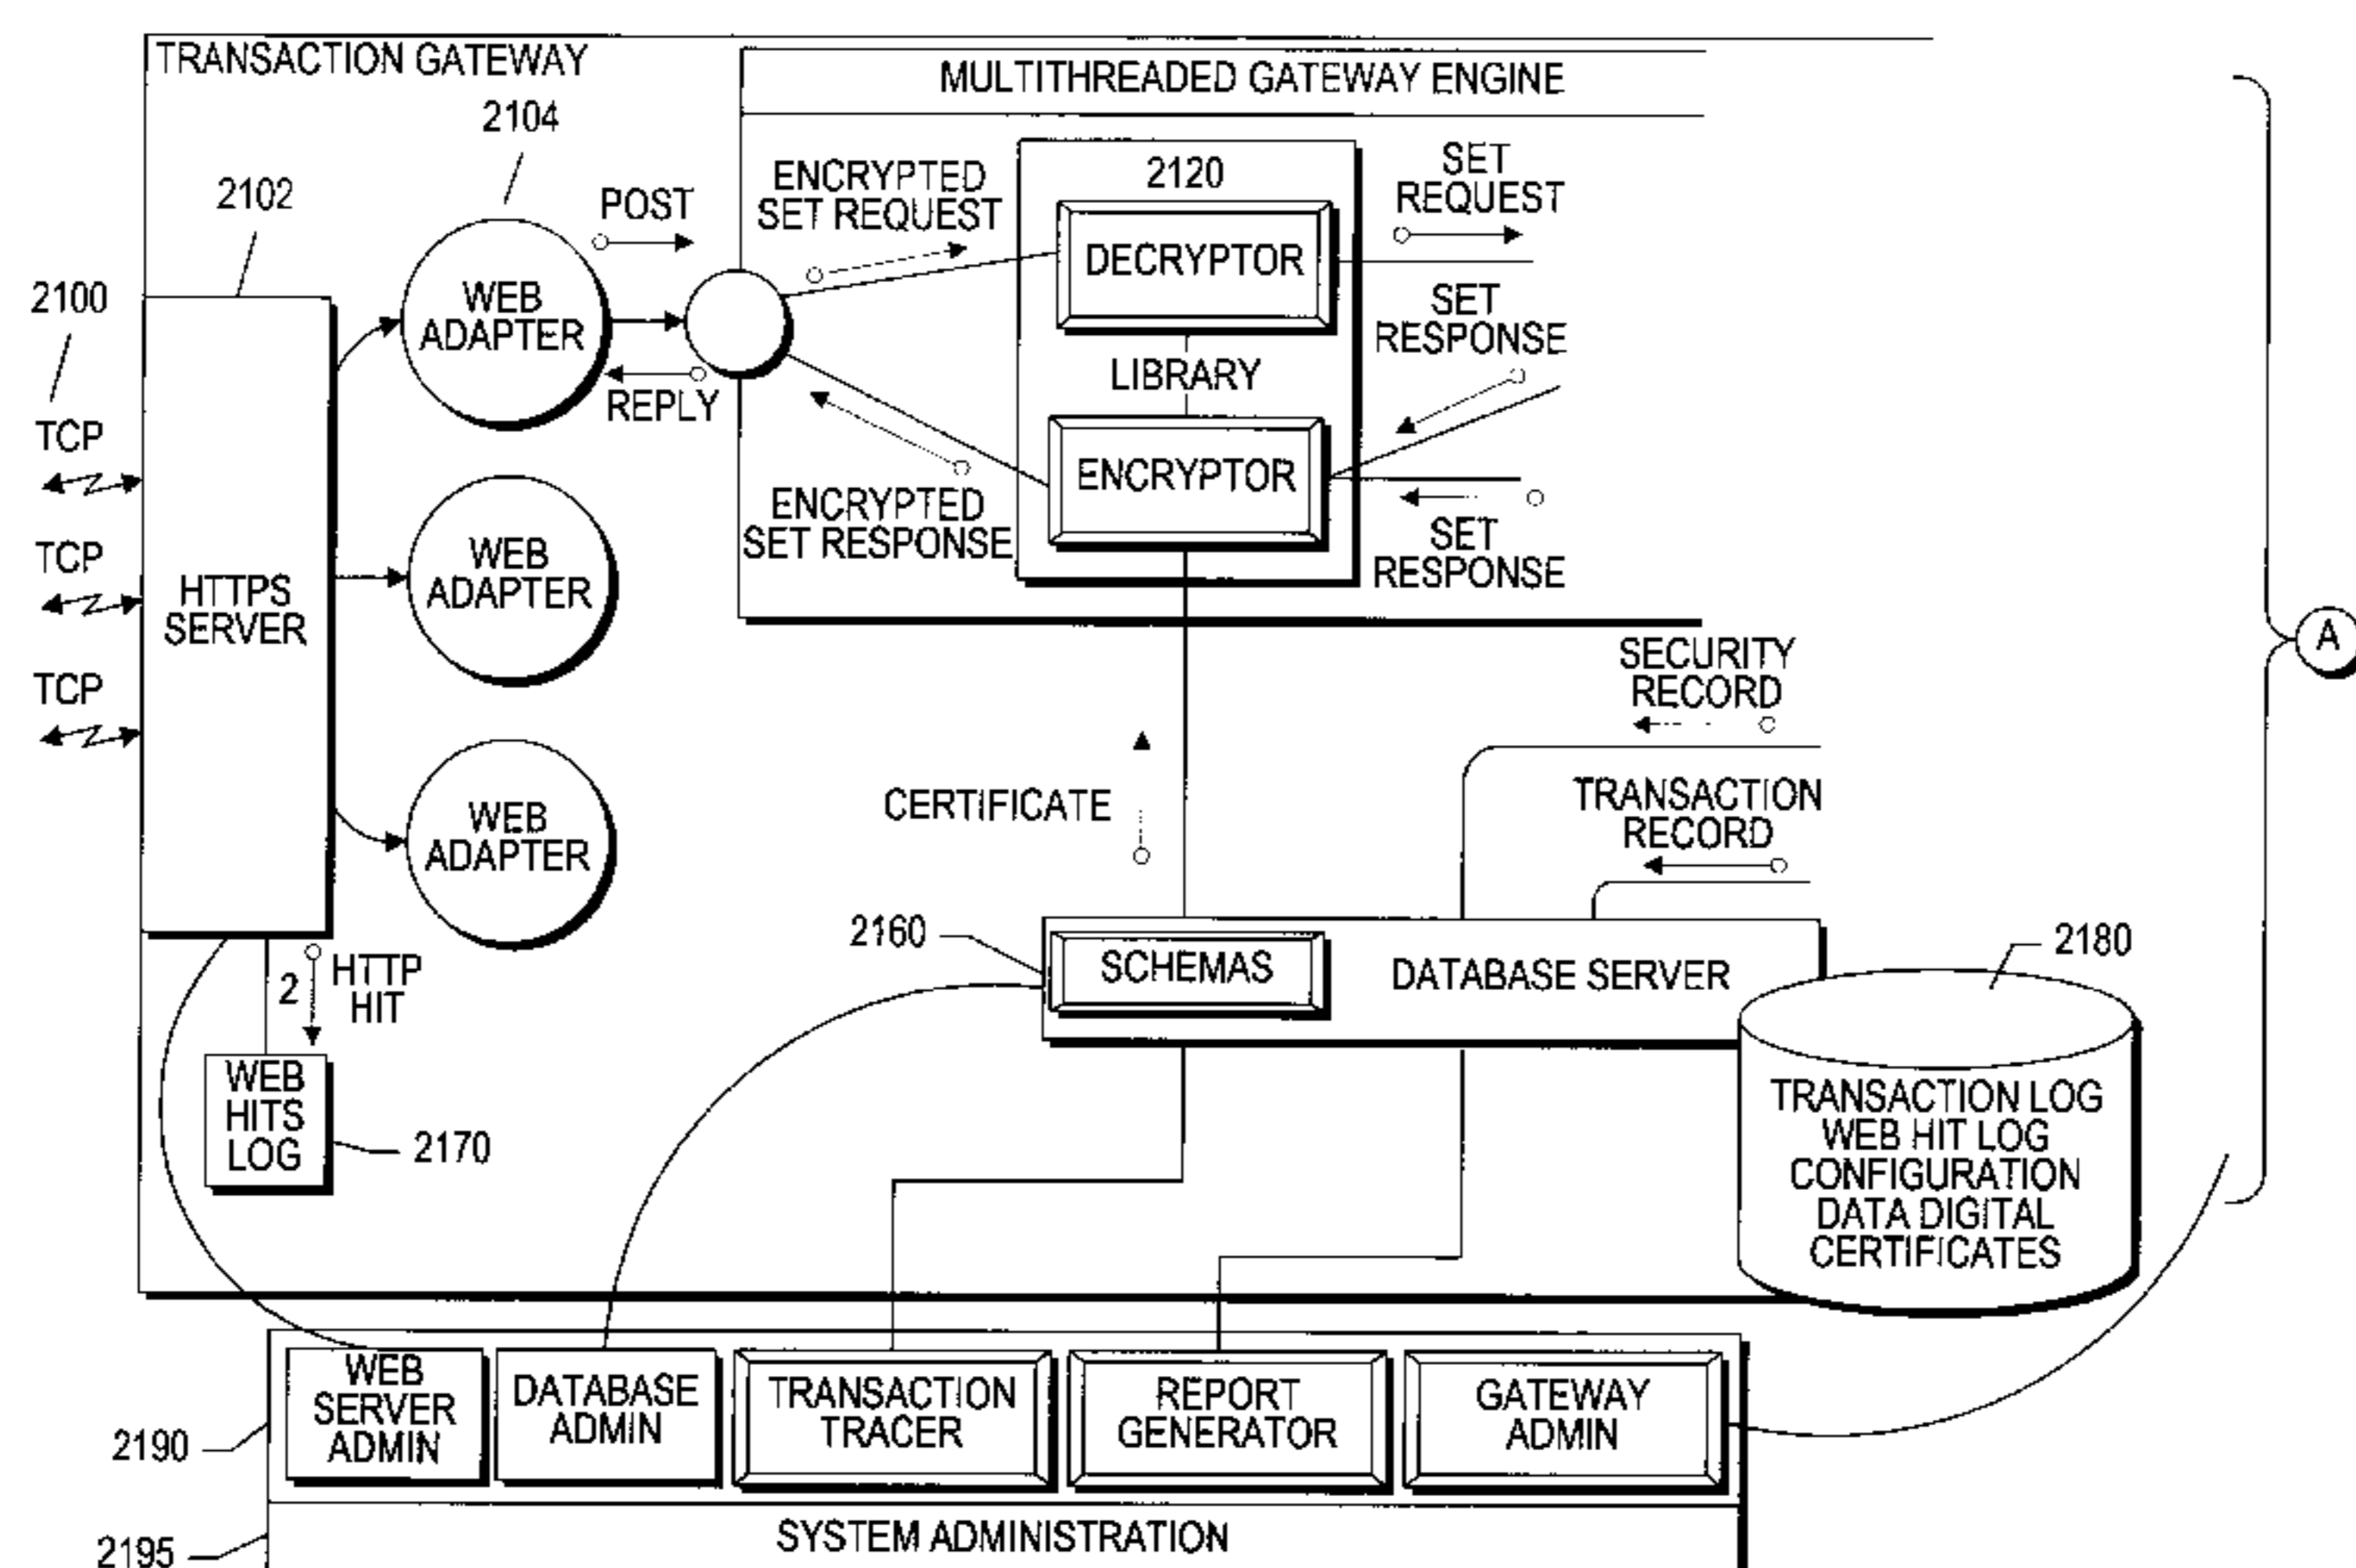 TRANSACTION GATEWAY
MULTITHREADED GATEWAY ENGINE
2104
2102
2100
POST
ENCRYPTED
SET REQUEST
2120
SET
REQUEST
DECRYPTOR
WEB
ADAPTER
SET
RESPONSE
LIBRARY
REPLY
TCP
ENCRYPTOR
ENCRYPTED
SET RESPONSE
SET
RESPONSE
TCP
WEB
ADAPTER
HTTPS
SERVER
TCP
SECURITY
RECORD
A
CERTIFICATE
TRANSACTION
RECORD
WEB
ADAPTER
2160
SCHEMAS
DATABASE SERVER
2180
2
HTTP
HIT
WEB
HITS
LOG
2170
TRANSACTION LOG
WEB HIT LOG
CONFIGURATION
DATA DIGITAL
CERTIFICATES
2190
WEB
SERVER
ADMIN
DATABASE
ADMIN
TRANSACTION
TRACER
REPORT
GENERATOR
GATEWAY
ADMIN
2195
SYSTEM ADMINISTRATION